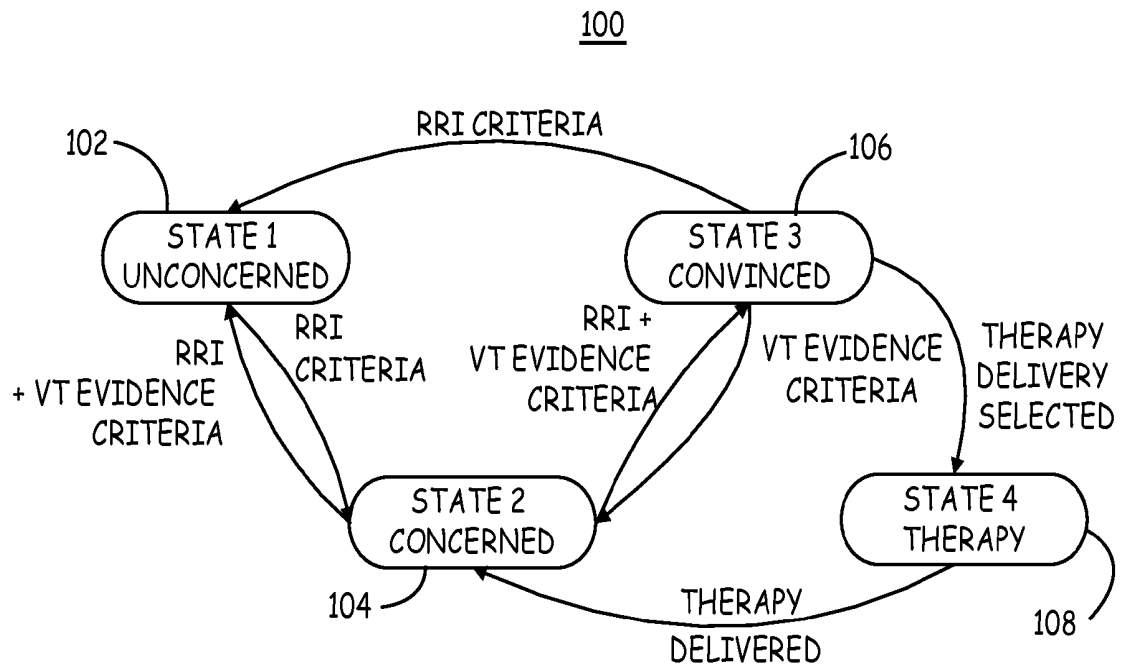 100
RRI CRITERIA
102
106
STATE 1
UNCONCERNED
STATE 3
CONVINCED
RRI
+ VT EVIDENCE
CRITERIA
RRI
CRITERIA
RRI +
VT EVIDENCE
CRITERIA
VT EVIDENCE
CRITERIA
THERAPY
DELIVERY
SELECTED
STATE 2
CONCERNED
STATE 4
THERAPY
104
THERAPY
DELIVERED
108